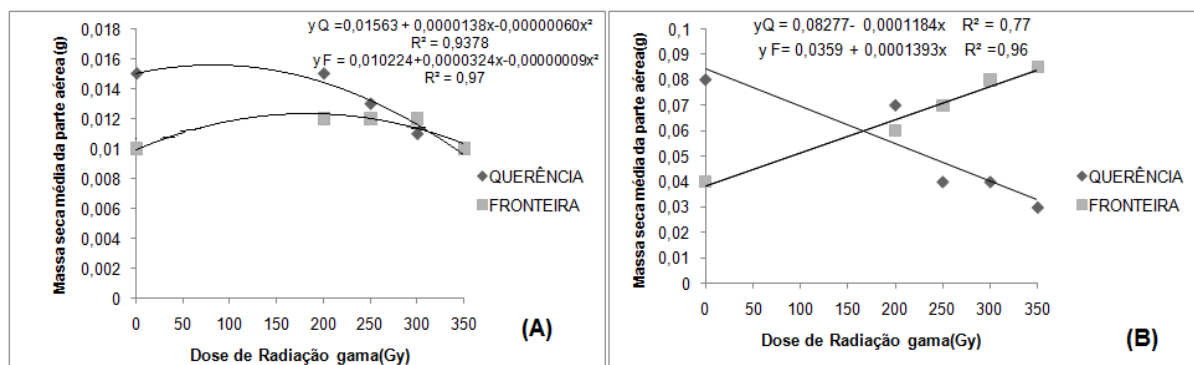 yQ =0,01563 + 0,0000138x-0,00000060x²
R² = 0,9378
yF = 0,010224+0,0000324x-0,00000009x²
R² = 0,97
Massa seca média da parte aérea(g)
0,018
0,016
0,014
0,012
0,01
0,008
0,006
0,004
0,002
0
0 50 100 150 200 250 300 350
Dose de Radiação gama(Gy)
QUERÊNCIA
FRONTEIRA
(A)
yQ = 0,08277- 0,0001184x R² = 0,77
y F= 0,0359 + 0,0001393x R² =0,96
Massa seca média da parte aérea(g)
0,1
0,09
0,08
0,07
0,06
0,05
0,04
0,03
0,02
0,01
0
0 50 100 150 200 250 300 350
Dose de Radiação gama(Gy)
QUERÊNCIA
FRONTEIRA
(B)